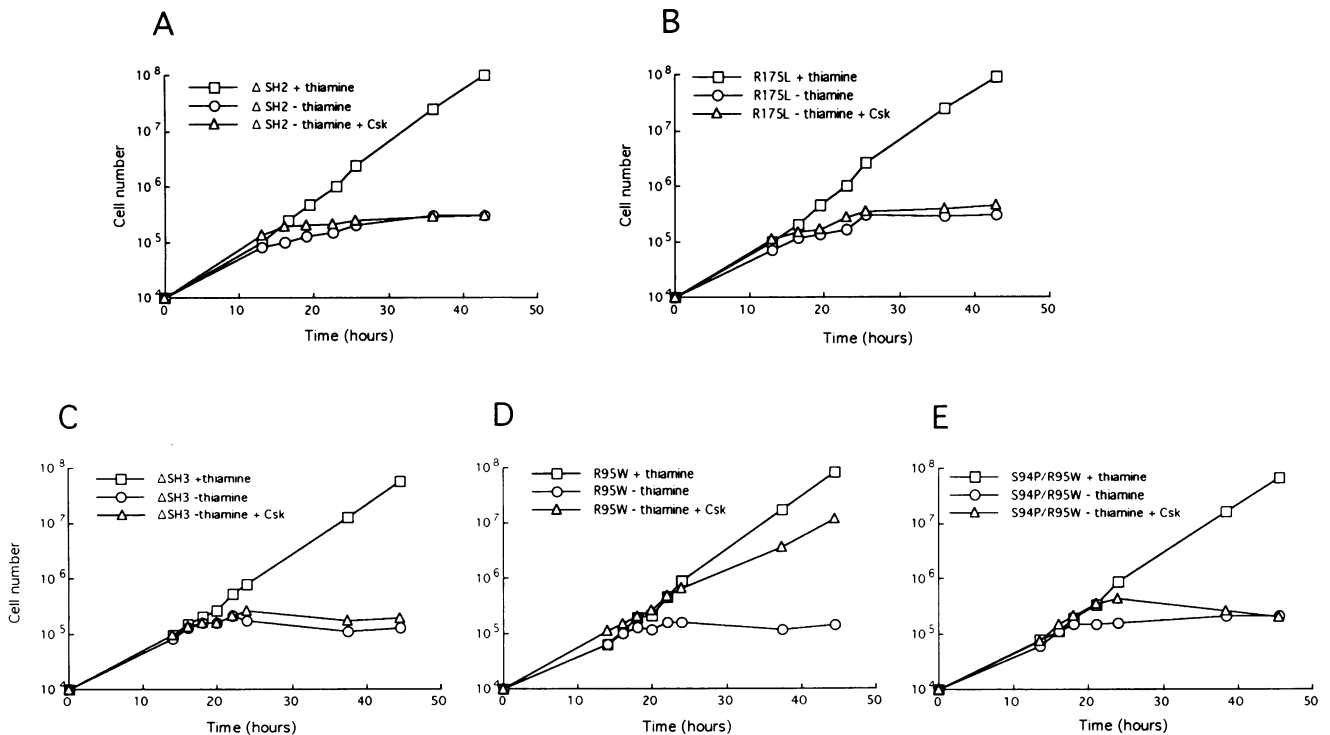 A
Cell number
10^8
10^7
10^6
10^5
10^4
Δ SH2 + thiamine
Δ SH2 - thiamine
Δ SH2 - thiamine + Csk
0 10 20 30 40 50
Time (hours)
B
Cell number
10^8
10^7
10^6
10^5
10^4
R175L + thiamine
R175L - thiamine
R175L - thiamine + Csk
0 10 20 30 40 50
Time (hours)
C
Cell number
10^8
10^7
10^6
10^5
10^4
ΔSH3 +thiamine
ΔSH3 -thiamine
ΔSH3 -thiamine + Csk
0 10 20 30 40 50
Time (hours)
D
10^8
10^7
10^6
10^5
10^4
R95W + thiamine
R95W - thiamine
R95W - thiamine + Csk
0 10 20 30 40 50
Time (hours)
E
10^8
10^7
10^6
10^5
10^4
S94P/R95W + thiamine
S94P/R95W - thiamine
S94P/R95W - thiamine + Csk
0 10 20 30 40 50
Time (hours)